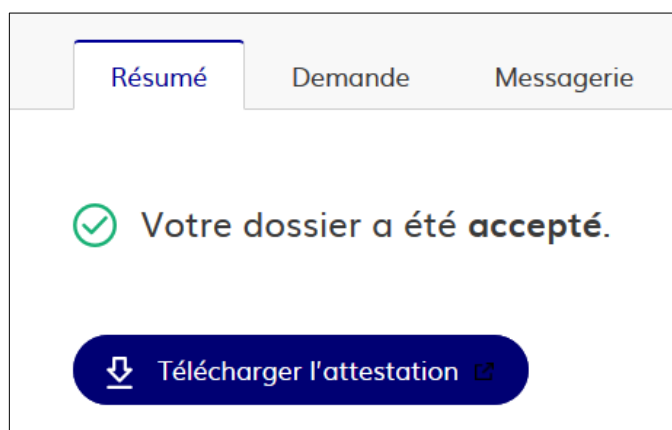 Résumé Demande Messagerie
Votre dossier a été accepté.
Télécharger l'attestation